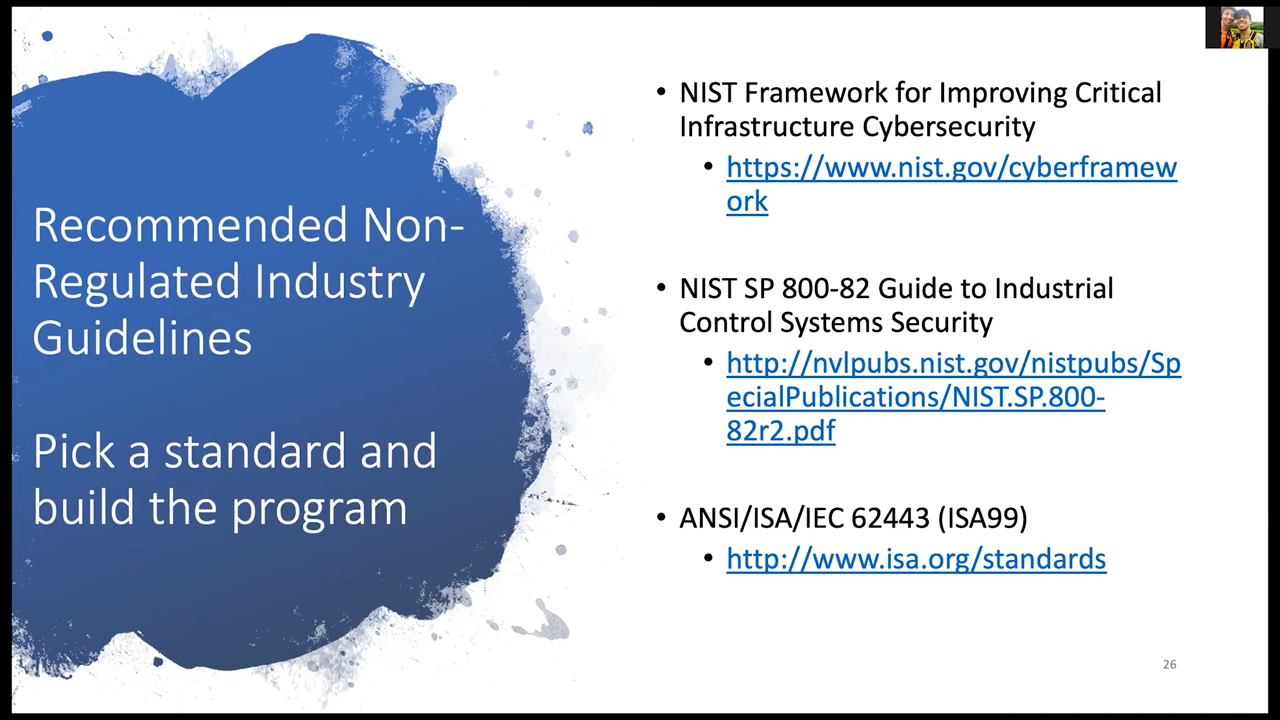 Recommended Non-
Regulated Industry
Guidelines
Pick a standard and
build the program
• NIST Framework for Improving Critical
Infrastructure Cybersecurity
• https://www.nist.gov/cyberframew
ork
• NIST SP 800-82 Guide to Industrial
Control Systems Security
• http://nvlpubs.nist.gov/nistpubs/Sp
ecialPublications/NIST.SP.800-
82r2.pdf
• ANSI/ISA/IEC 62443 (ISA99)
• http://www.isa.org/standards
26